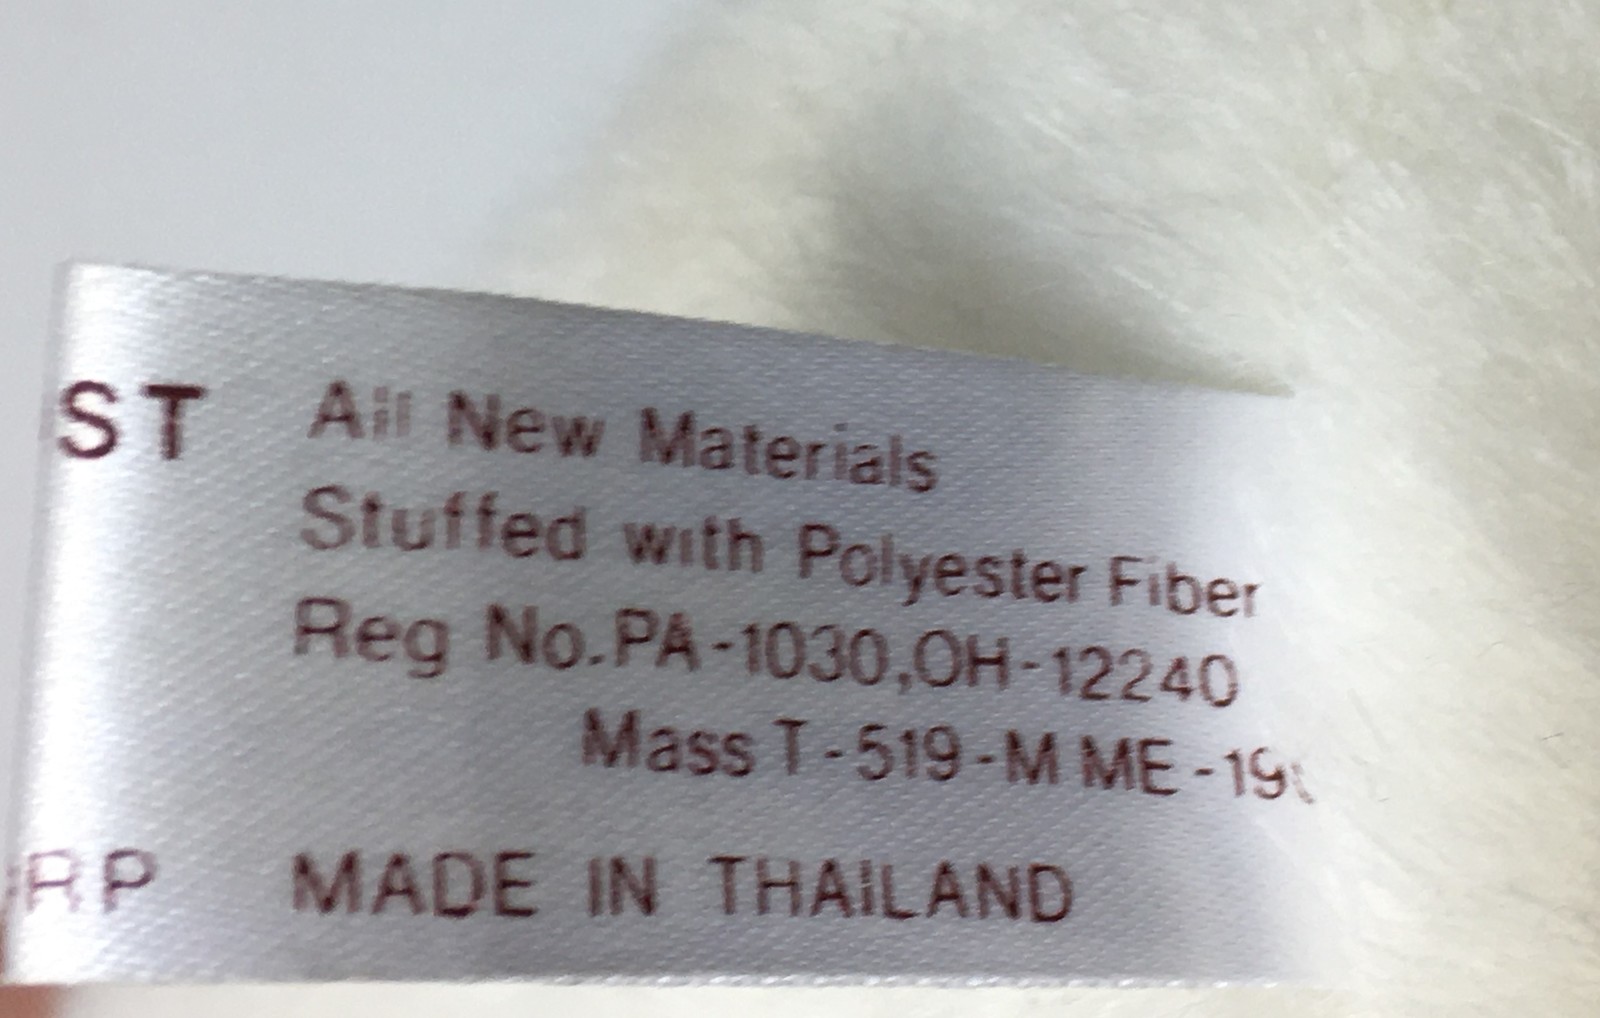 ST All New Materials
Stuffed with Polyester Fiber
Reg No.PA-1030,OH-12240
Mass T-519-M ME-19
RP MADE IN THAILAND